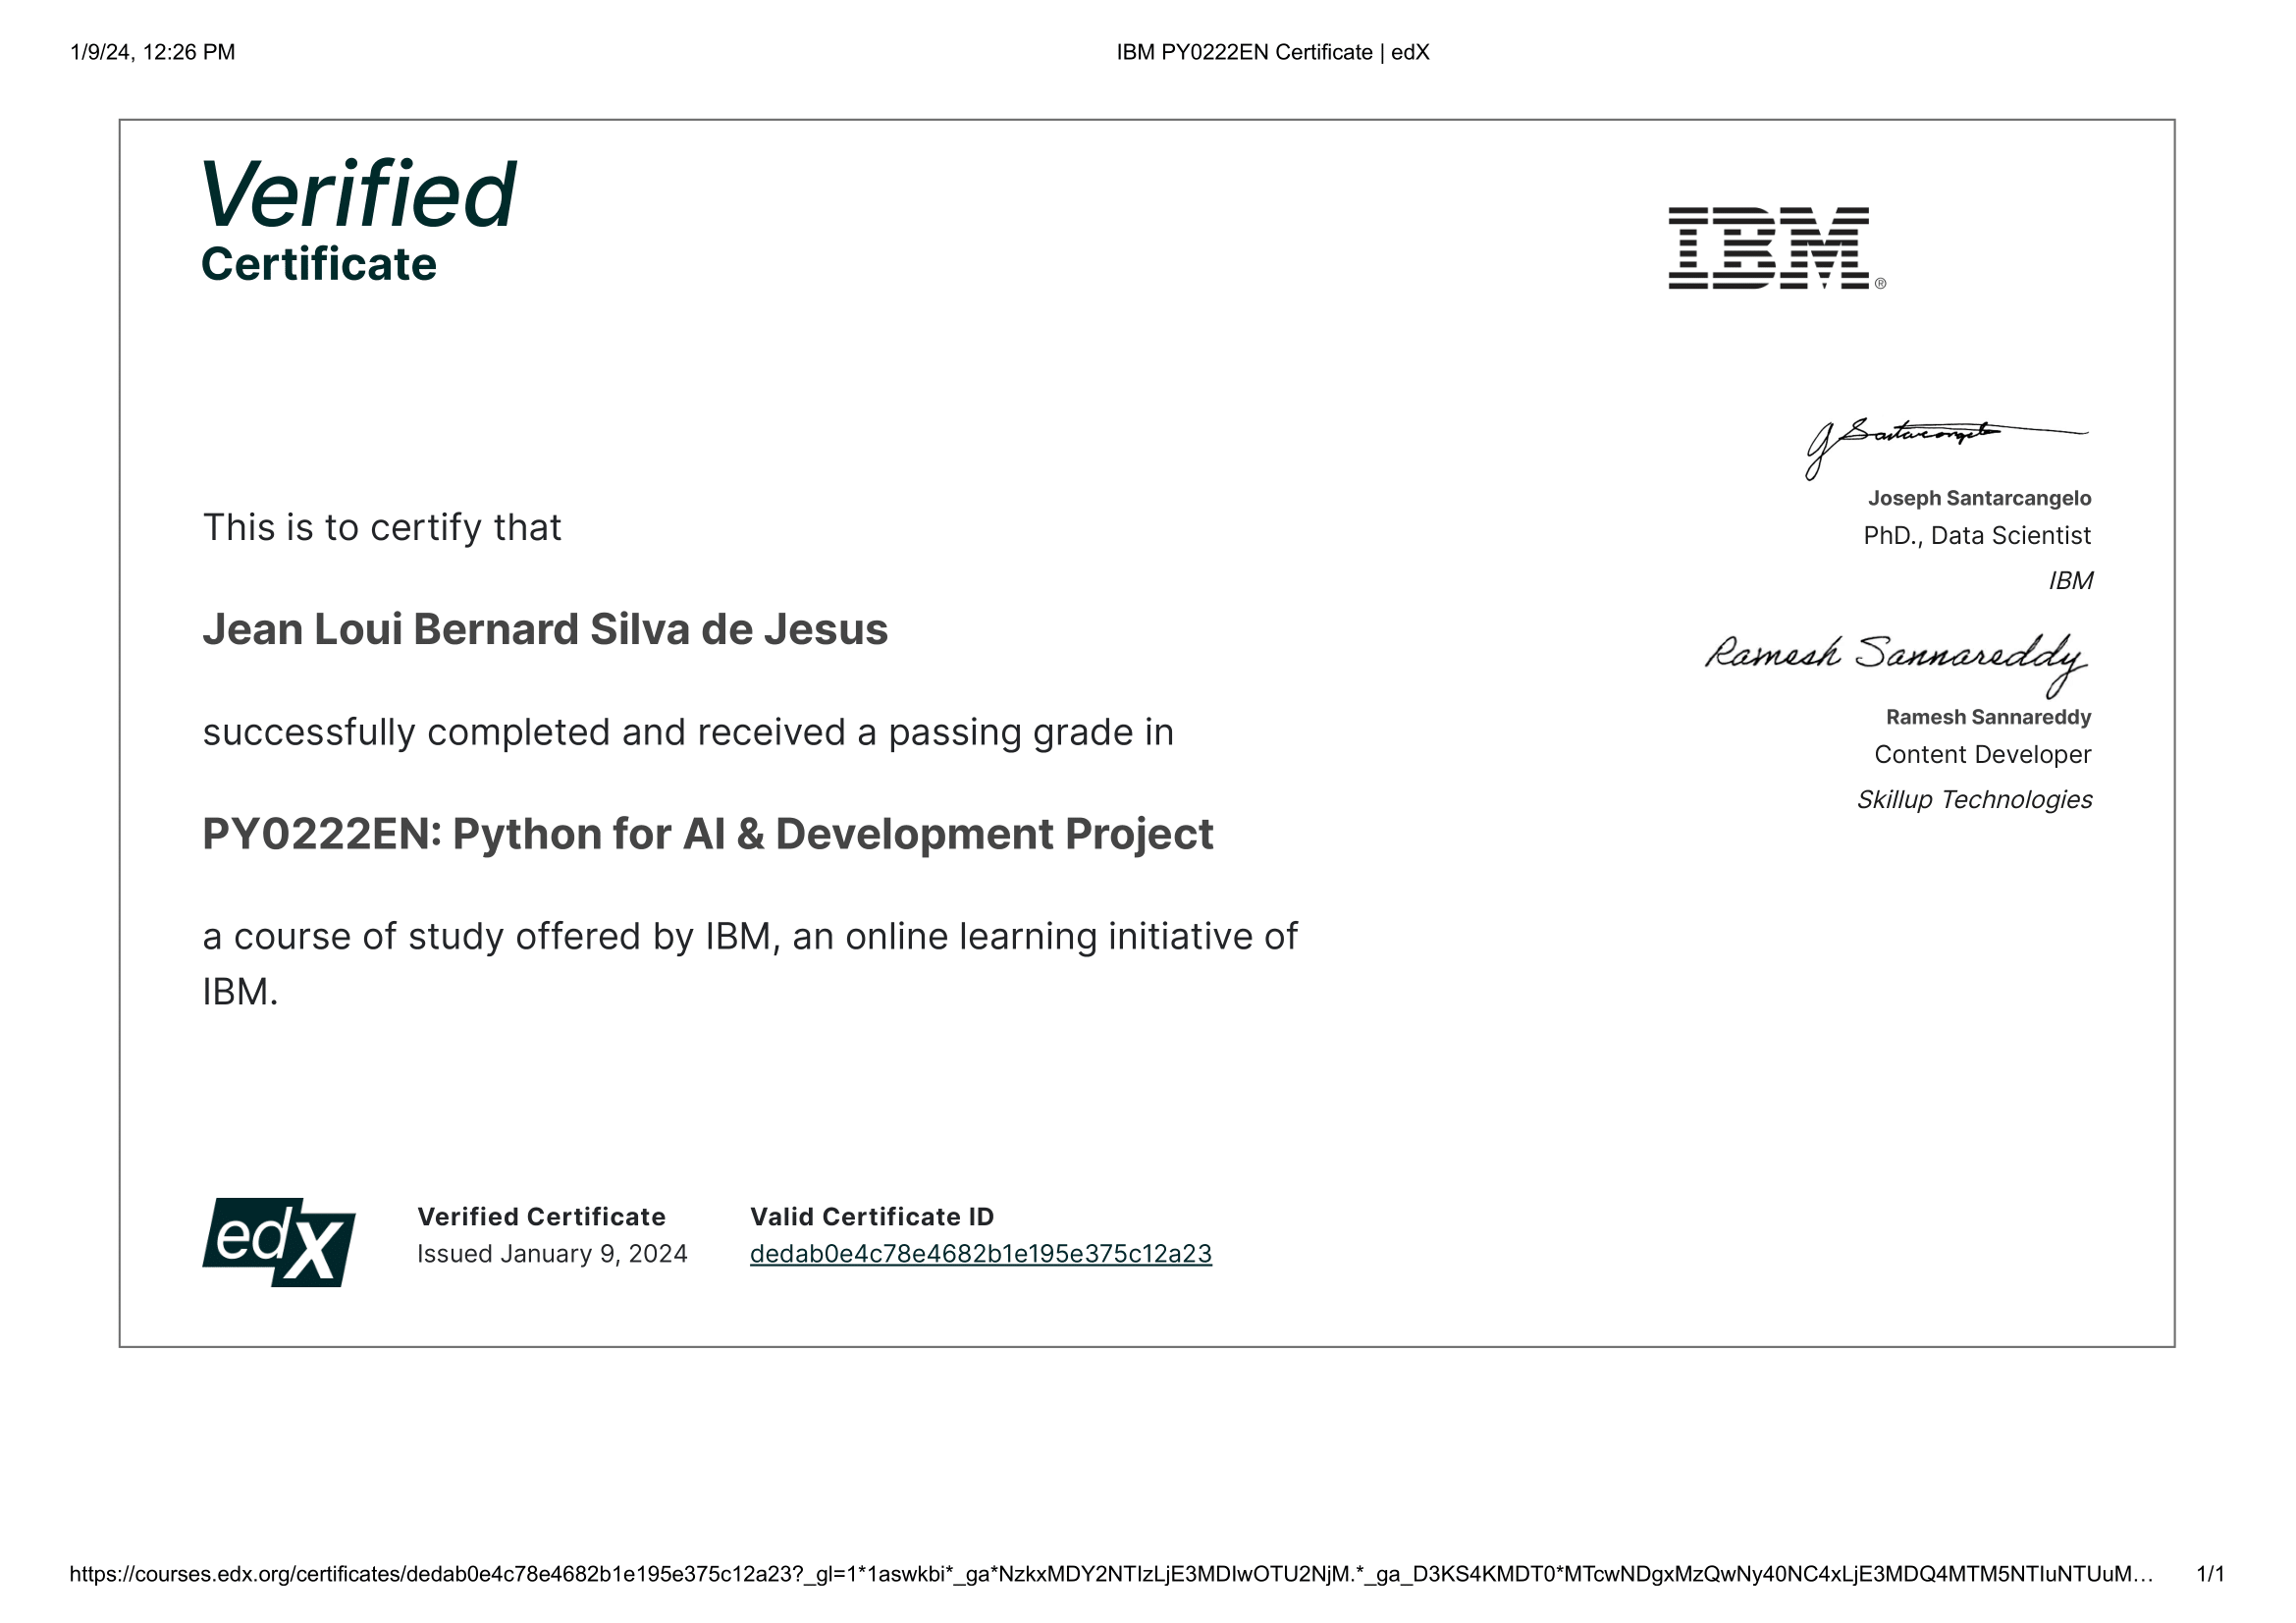 1/9/24, 12:26 PM
IBM PY0222EN Certificate | edX
Verified
Certificate
IBM®
This is to certify that
Jean Loui Bernard Silva de Jesus
successfully completed and received a passing grade in
PY0222EN: Python for AI & Development Project
a course of study offered by IBM, an online learning initiative of
IBM.
J Santarcangelo
Joseph Santarcangelo
PhD., Data Scientist
IBM
Ramesh Sannareddy
Ramesh Sannareddy
Content Developer
Skillup Technologies
edX
Verified Certificate
Issued January 9, 2024
Valid Certificate ID
dedab0e4c78e4682b1e195e375c12a23
https://courses.edx.org/certificates/dedab0e4c78e4682b1e195e375c12a23?_gl=1*1aswkbi*_ga*NzkxMDY2NTIzLjE3MDIwOTU2NjM.*_ga_D3KS4KMDT0*MTcwNDgxMzQwNy40NC4xLjE3MDQ4MTM5NTIuNTUuM…
1/1